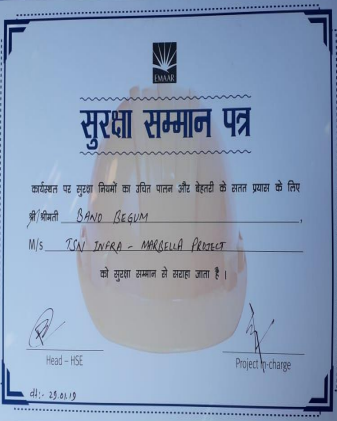 EMAAR
सुरक्षा सम्मान पत्र
कार्यस्थल पर सुरक्षा नियमों का उचित पालन और बेहतरी के सतत प्रयास के लिए
श्री/श्रीमती BANO BEGUM,
M/s TSN INFRA - MARBELLA PROJECT
को सुरक्षा सम्मान से सराहा जाता है।
Head – HSE Project In-charge
dt:- 29.01.19